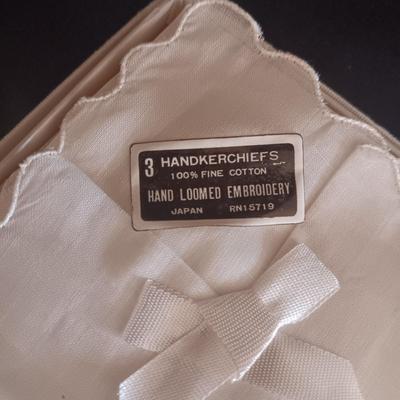 3 HANDKERCHIEFS
100% FINE COTTON
HAND LOOMED EMBROIDERY
JAPAN RN15719